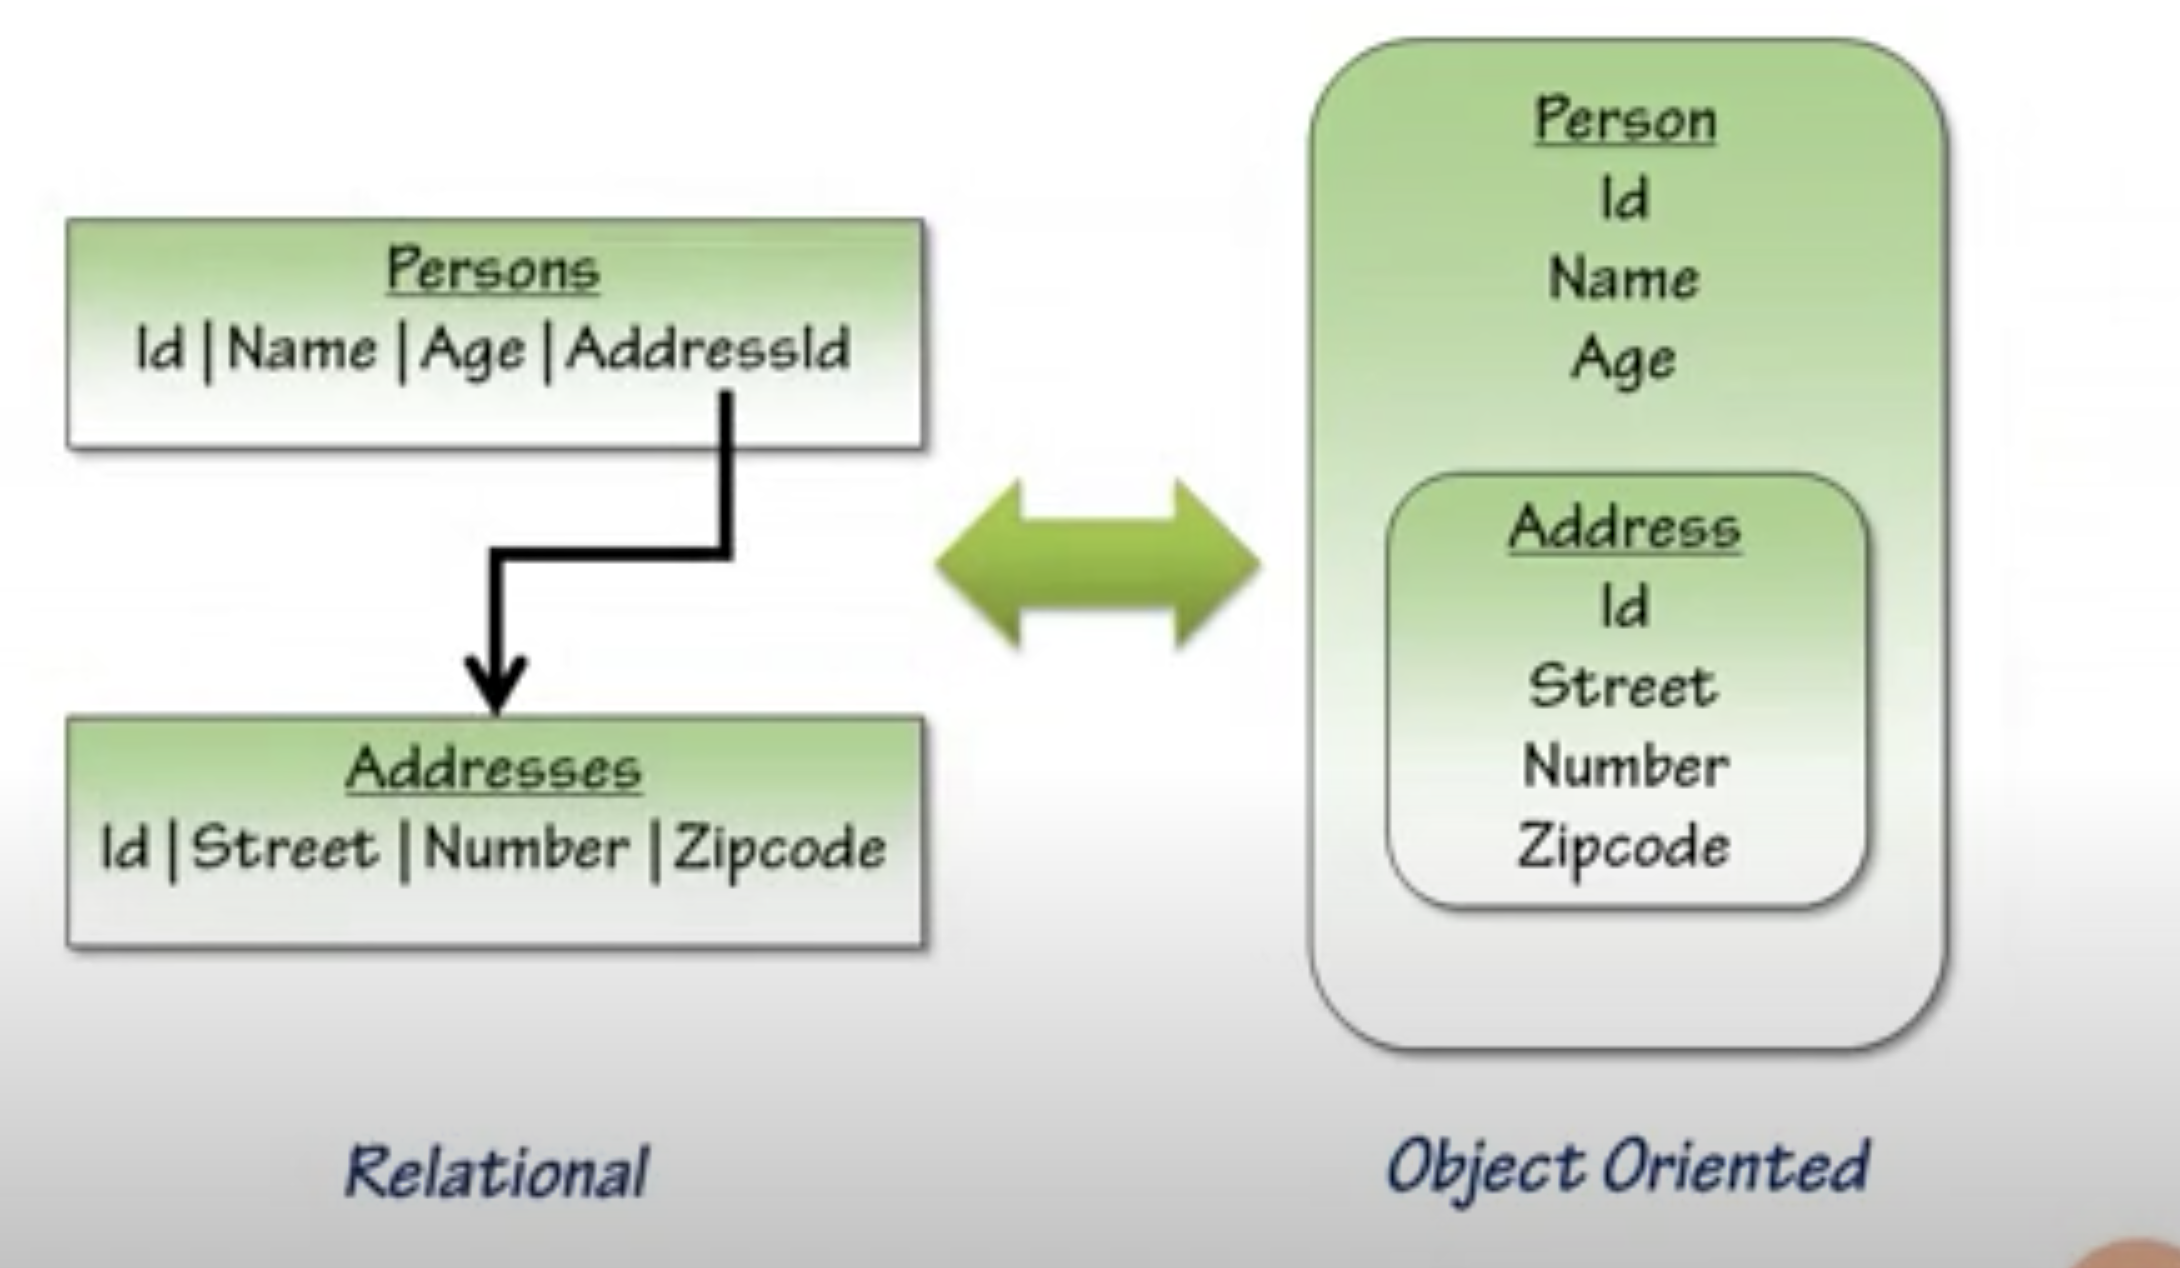 Persons
Id | Name | Age | AddressId
Addresses
Id | Street | Number | Zipcode
Relational
Person
Id
Name
Age
Address
Id
Street
Number
Zipcode
Object Oriented